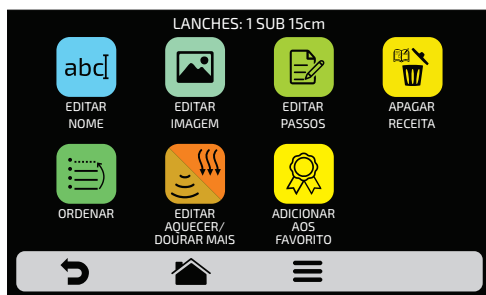 LANCHES: 1 SUB 15cm
abc
EDITAR
NOME
EDITAR
IMAGEM
EDITAR
PASSOS
APAGAR
RECEITA
ORDENAR
EDITAR
AQUECER/
DOURAR MAIS
ADICIONAR
AOS
FAVORITO